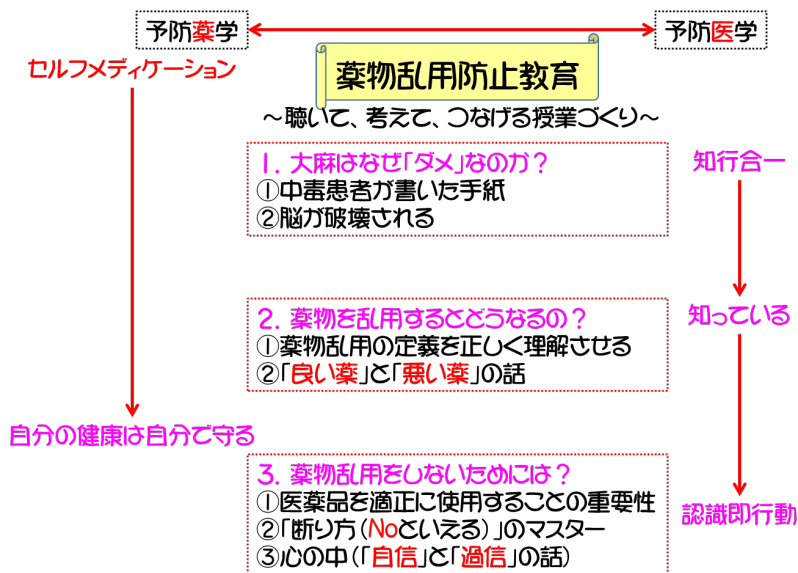 予防薬学
予防医学
セルフメディケーション
薬物乱用防止教育
～聴いて、考えて、つなげる授業づくり～
1. 大麻はなぜ「ダメ」なのか？
①中毒患者が書いた手紙
②脳が破壊される
知行合一
2. 薬物を乱用するとどうなるの？
①薬物乱用の定義を正しく理解させる
②「良い薬」と「悪い薬」の話
知っている
自分の健康は自分で守る
3. 薬物乱用をしないためには？
①医薬品を適正に使用することの重要性
②「断り方（Noといえる）」のマスター
③心の中（「自信」と「過信」の話）
認識即行動